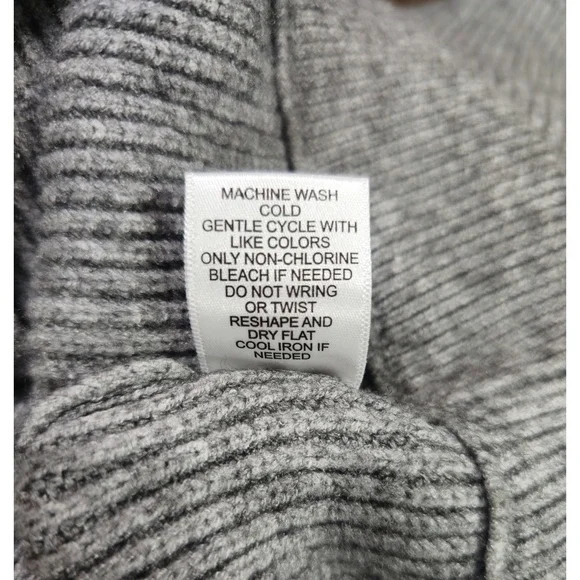 MACHINE WASH
COLD
GENTLE CYCLE WITH
LIKE COLORS
ONLY NON-CHLORINE
BLEACH IF NEEDED
DO NOT WRING
OR TWIST
RESHAPE AND
DRY FLAT
COOL IRON IF
NEEDED